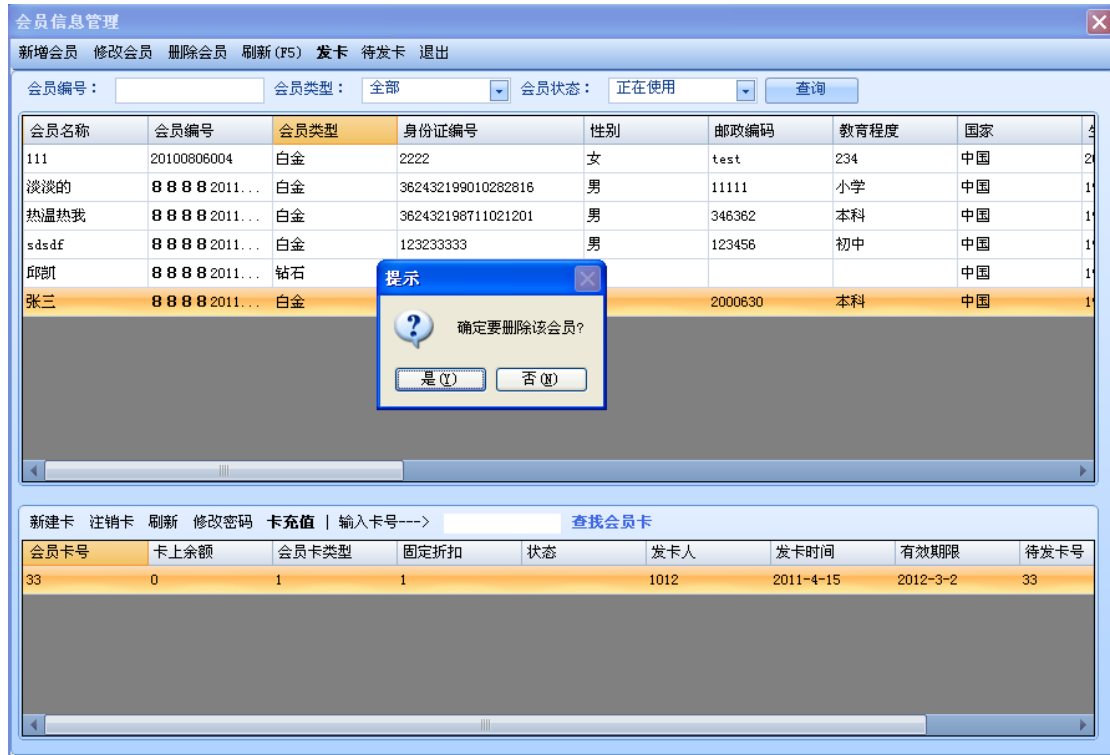 会员信息管理
新增会员 修改会员 删除会员 刷新(F5) 发卡 待发卡 退出
会员编号： 会员类型： 全部 会员状态： 正在使用 查询
会员名称 会员编号 会员类型 身份证编号 性别 邮政编码 教育程度 国家
111 20100806004 白金 2222 女 test 234 中国
淡淡的 ８８８８2011... 白金 362432199010282816 男 11111 小学 中国
热温热我 ８８８８2011... 白金 362432198711021201 男 346362 本科 中国
sdsdf ８８８８2011... 白金 123233333 男 123456 初中 中国
邱凯 ８８８８2011... 钻石 中国
张三 ８８８８2011... 白金 2000630 本科 中国
提示
确定要删除该会员?
是(Y) 否(N)
新建卡 注销卡 刷新 修改密码 卡充值 | 输入卡号---> 查找会员卡
会员卡号 卡上余额 会员卡类型 固定折扣 状态 发卡人 发卡时间 有效期限 待发卡号
33 0 1 1 1012 2011-4-15 2012-3-2 33